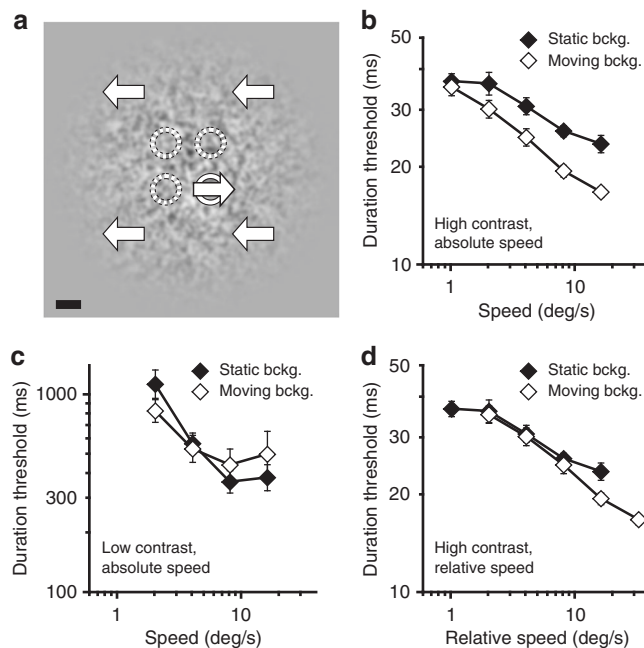 a
b
50
Static bckg.
Moving bckg.
30
20
10
Duration threshold (ms)
High contrast,
absolute speed
1
10
Speed (deg/s)
c
Static bckg.
Moving bckg.
1000
300
100
Duration threshold (ms)
Low contrast,
absolute speed
1
10
Speed (deg/s)
d
50
Static bckg.
Moving bckg.
30
20
10
Duration threshold (ms)
High contrast,
relative speed
1
10
Relative speed (deg/s)